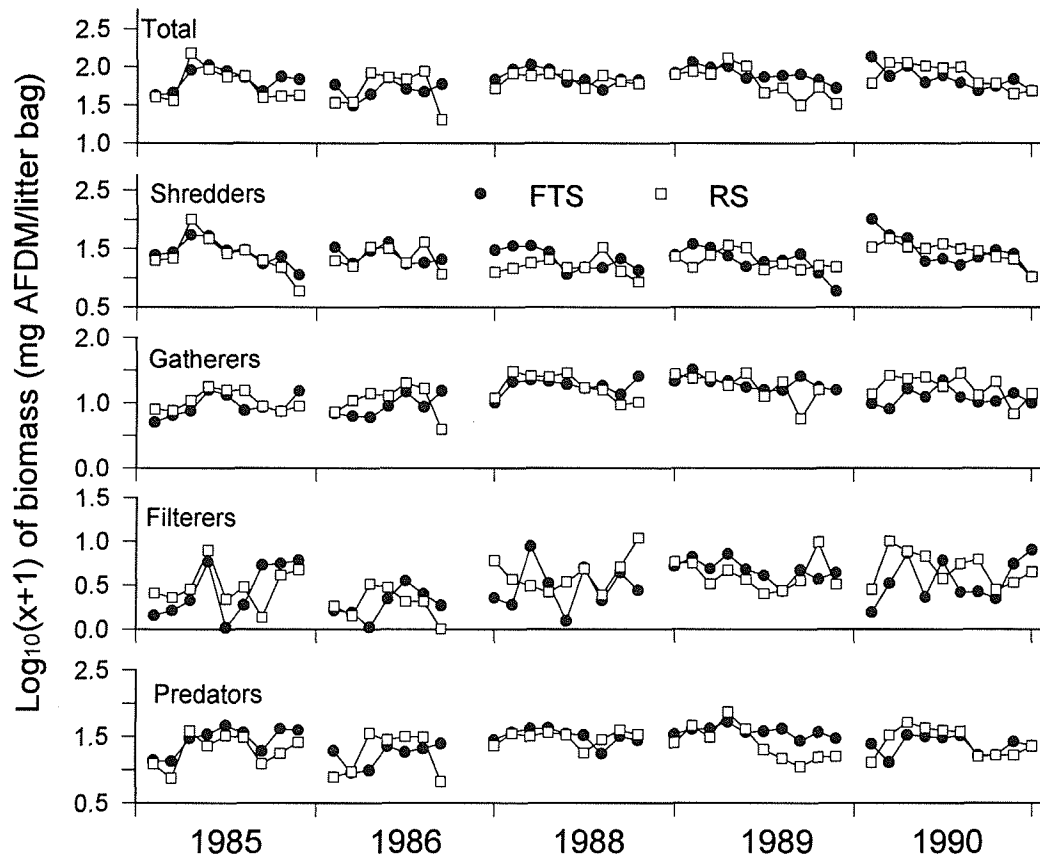 Log10(x+1) of biomass (mg AFDM/litter bag)
Total
2.5
2.0
1.5
1.0
Shredders
FTS
RS
2.5
1.5
0.5
Gatherers
2.0
1.0
0.0
Filterers
1.5
1.0
0.5
0.0
Predators
2.5
1.5
0.5
1985 1986 1988 1989 1990